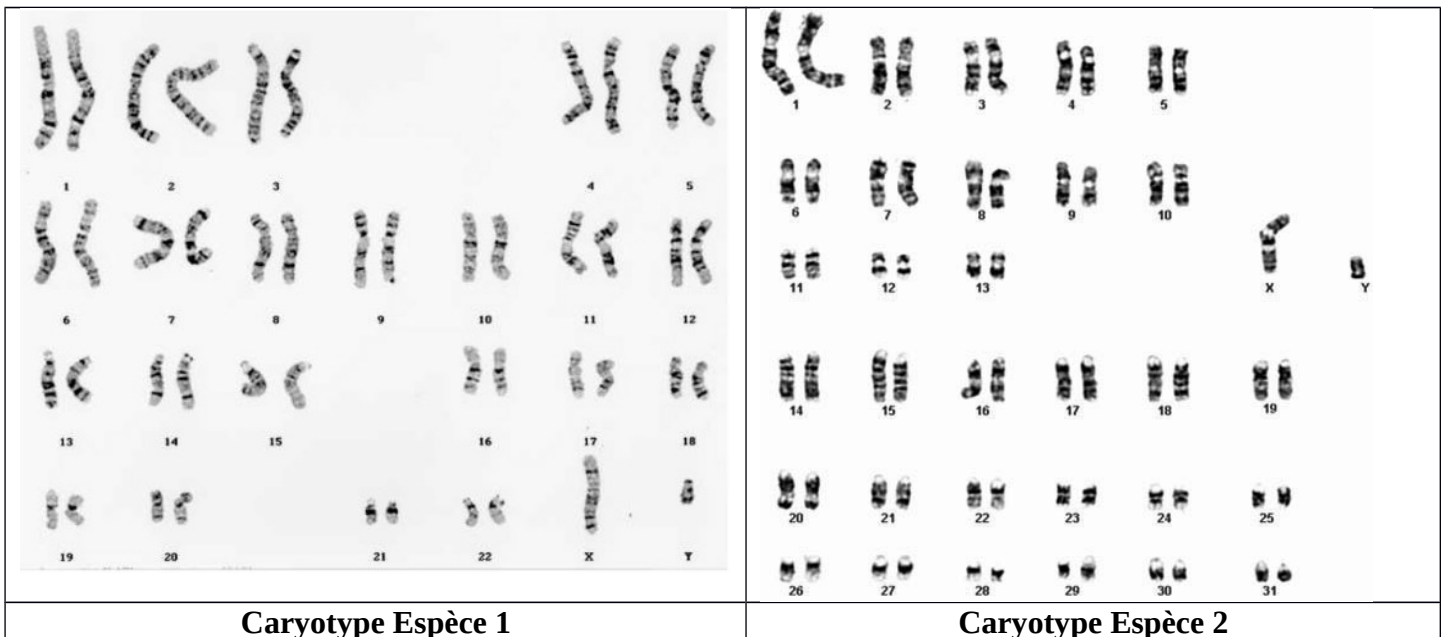 1 2 3 4 5
6 7 8 9 10 11 12
13 14 15 16 17 18
19 20 21 22 X Y
Caryotype Espèce 1
1 2 3 4 5
6 7 8 9 10
11 12 13 X Y
14 15 16 17 18 19
20 21 22 23 24 25
26 27 28 29 30 31
Caryotype Espèce 2